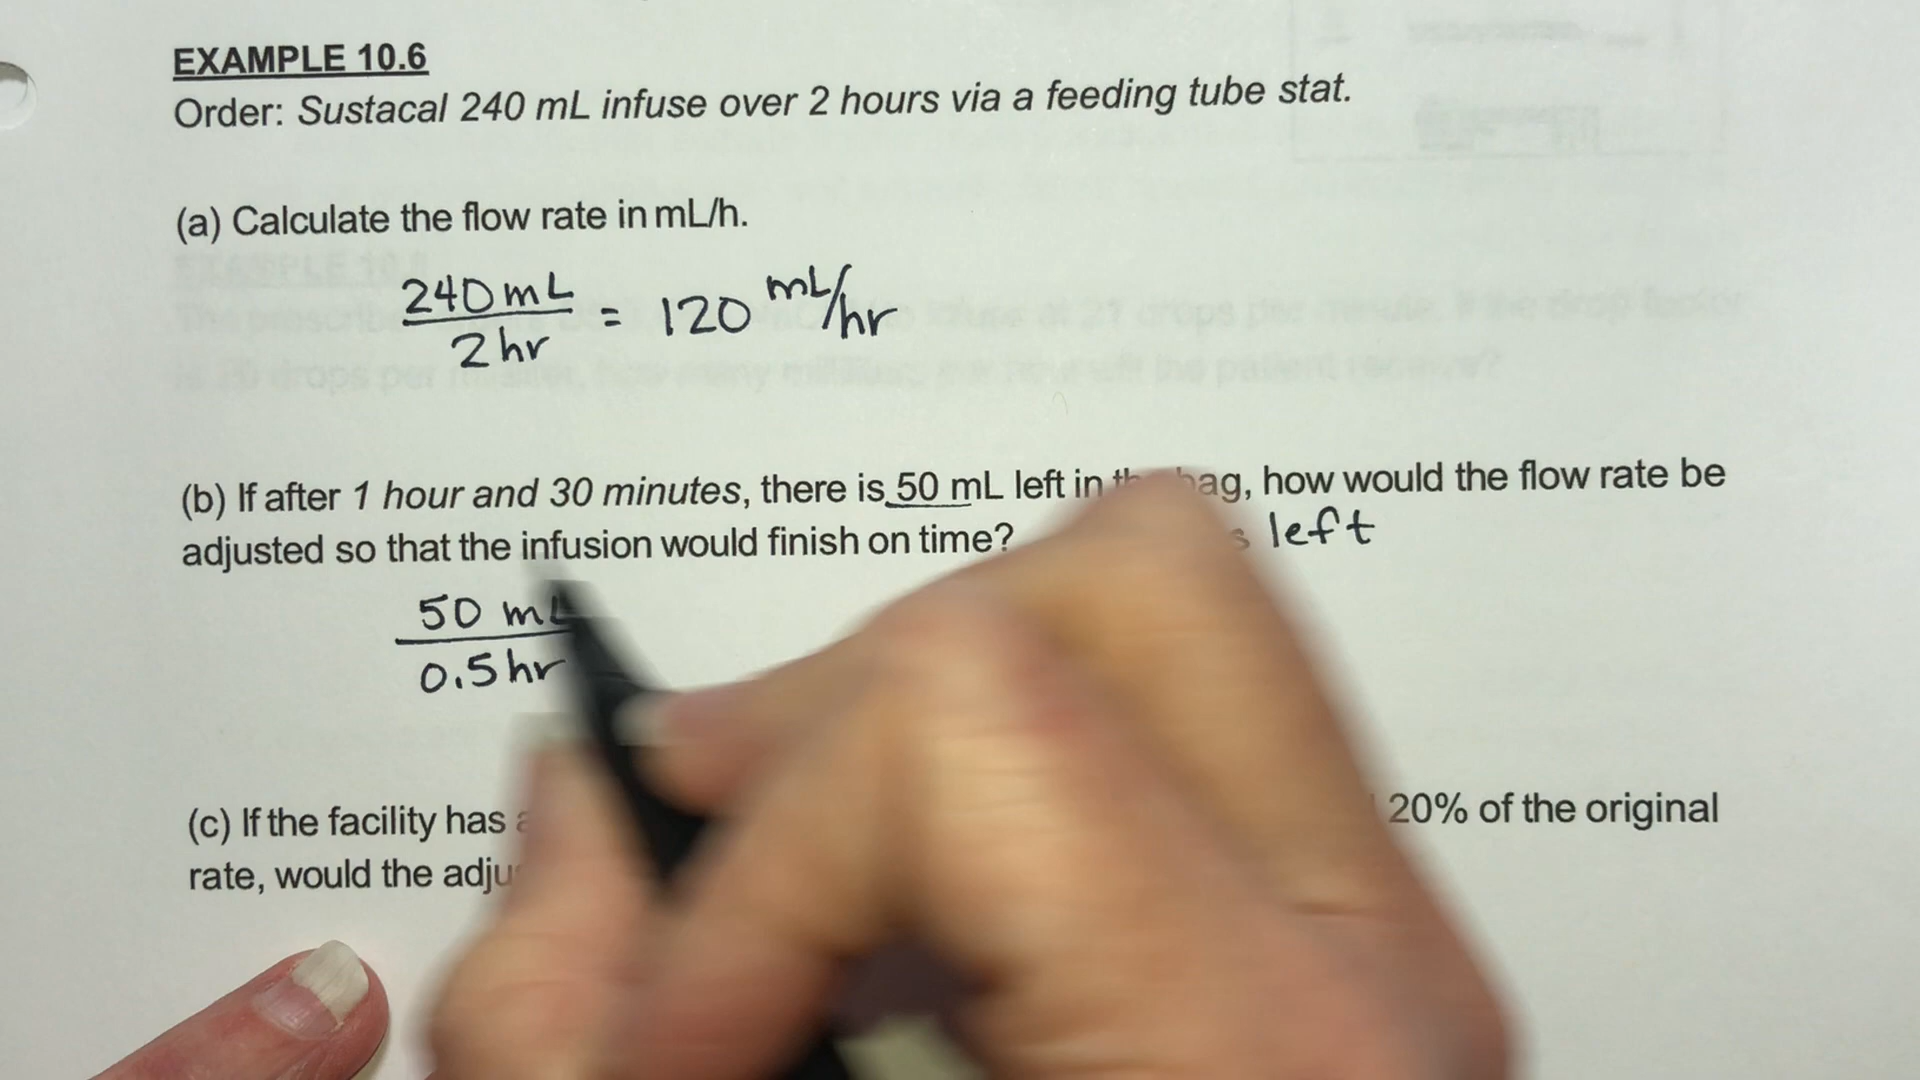 EXAMPLE 10.6
Order: Sustacal 240 mL infuse over 2 hours via a feeding tube stat.
(a) Calculate the flow rate in mL/h.
240 mL
2 hr
= 120 mL/hr
(b) If after 1 hour and 30 minutes, there is 50 mL left in bag, how would the flow rate be
adjusted so that the infusion would finish on time? left
50 mL
0.5 hr
(c) If the facility has 20% of the original
rate, would the